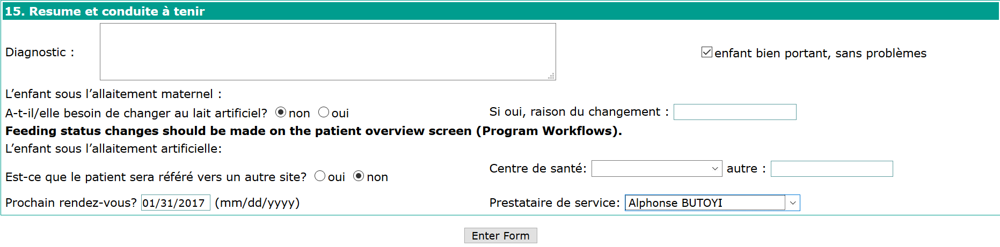 15. Resume et conduite à tenir
Diagnostic :
enfant bien portant, sans problèmes
L’enfant sous l’allaitement maternel :
A-t-il/elle besoin de changer au lait artificiel? non oui
Si oui, raison du changement :
Feeding status changes should be made on the patient overview screen (Program Workflows).
L’enfant sous l’allaitement artificielle:
Est-ce que le patient sera référé vers un autre site? oui non
Centre de santé: autre :
Prochain rendez-vous? 01/31/2017 (mm/dd/yyyy)
Prestataire de service: Alphonse BUTOYI
Enter Form